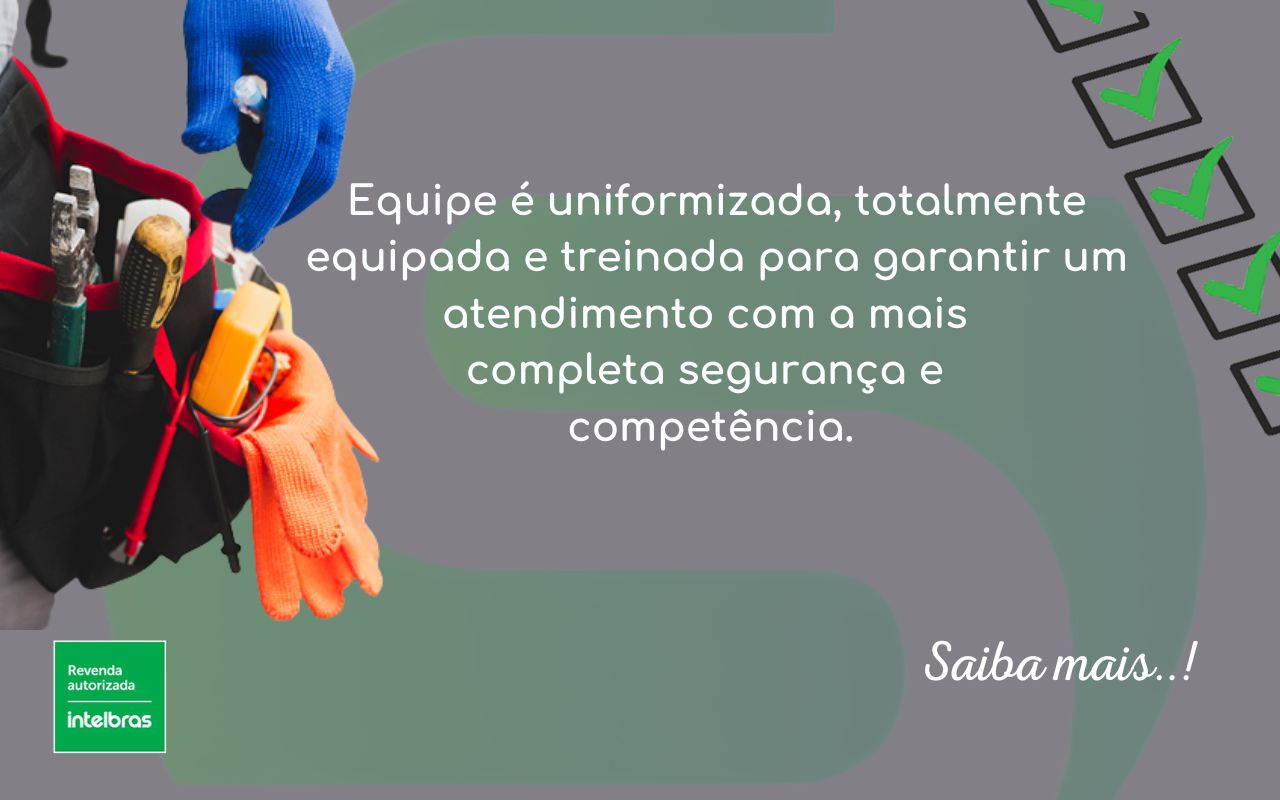 Equipe é uniformizada, totalmente
equipada e treinada para garantir um
atendimento com a mais
completa segurança e
competência.
Saiba mais..!
Revenda
autorizada
intelbras